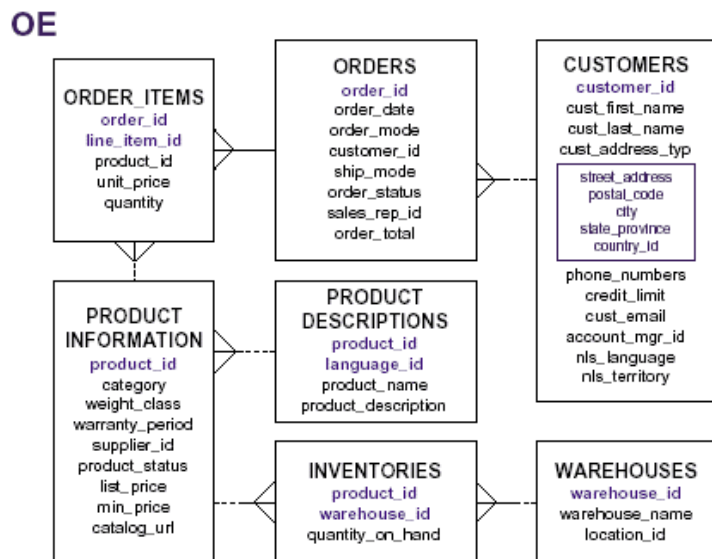 OE
ORDER_ITEMS
order_id
line_item_id
product_id
unit_price
quantity
ORDERS
order_id
order_date
order_mode
customer_id
ship_mode
order_status
sales_rep_id
order_total
CUSTOMERS
customer_id
cust_first_name
cust_last_name
cust_address_typ
street_address
postal_code
city
state_province
country_id
phone_numbers
credit_limit
cust_email
account_mgr_id
nls_language
nls_territory
PRODUCT
INFORMATION
product_id
category
weight_class
warranty_period
supplier_id
product_status
list_price
min_price
catalog_url
PRODUCT
DESCRIPTIONS
product_id
language_id
product_name
product_description
INVENTORIES
product_id
warehouse_id
quantity_on_hand
WAREHOUSES
warehouse_id
warehouse_name
location_id